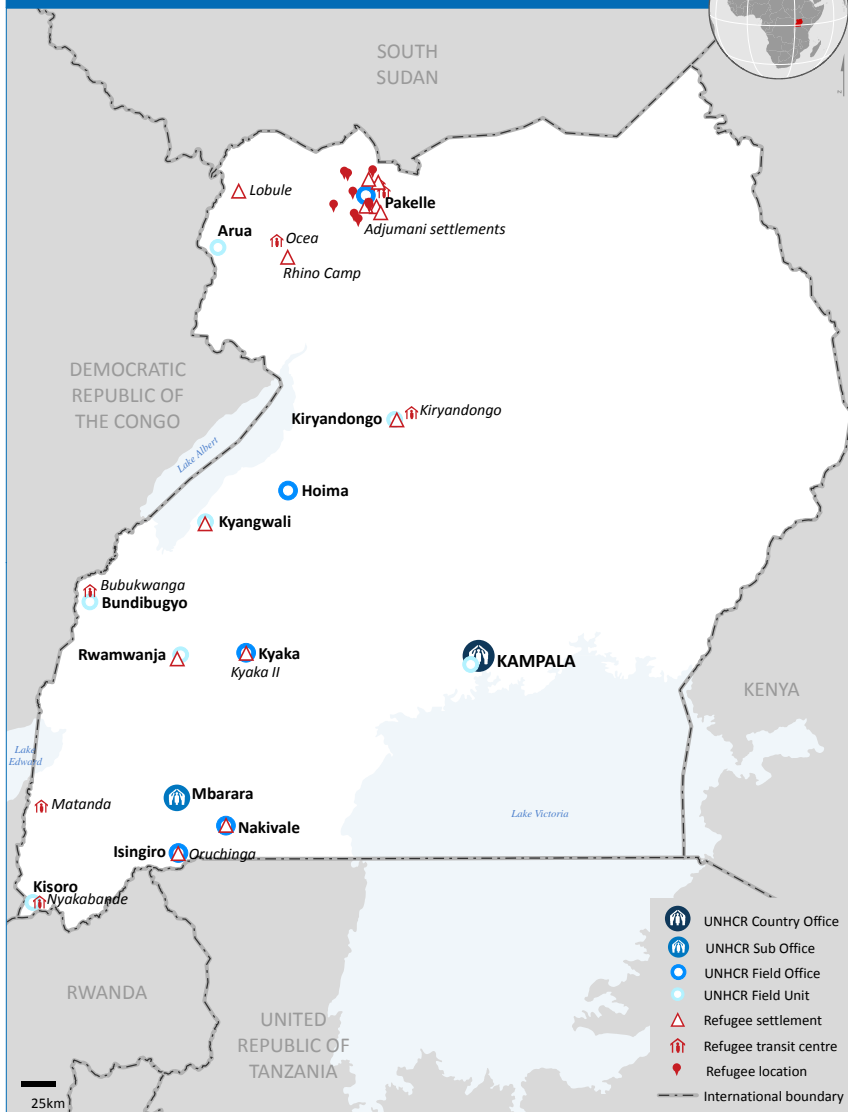 SOUTH
SUDAN
Lobule
Pakelle
Arua
Adjumani settlements
Ocea
Rhino Camp
DEMOCRATIC
REPUBLIC OF
THE CONGO
Kiryandongo
Kiryandongo
Lake Albert
Hoima
Kyangwali
Bubukwanga
Bundibugyo
Rwamwanja
Kyaka
Kyaka II
KAMPALA
KENYA
Lake
Edward
Mbarara
Matanda
Lake Victoria
Nakivale
Isingiro
Oruchinga
Kisoro
Nyakabande
RWANDA
UNITED
REPUBLIC OF
TANZANIA
UNHCR Country Office
UNHCR Sub Office
UNHCR Field Office
UNHCR Field Unit
Refugee settlement
Refugee transit centre
Refugee location
International boundary
25km